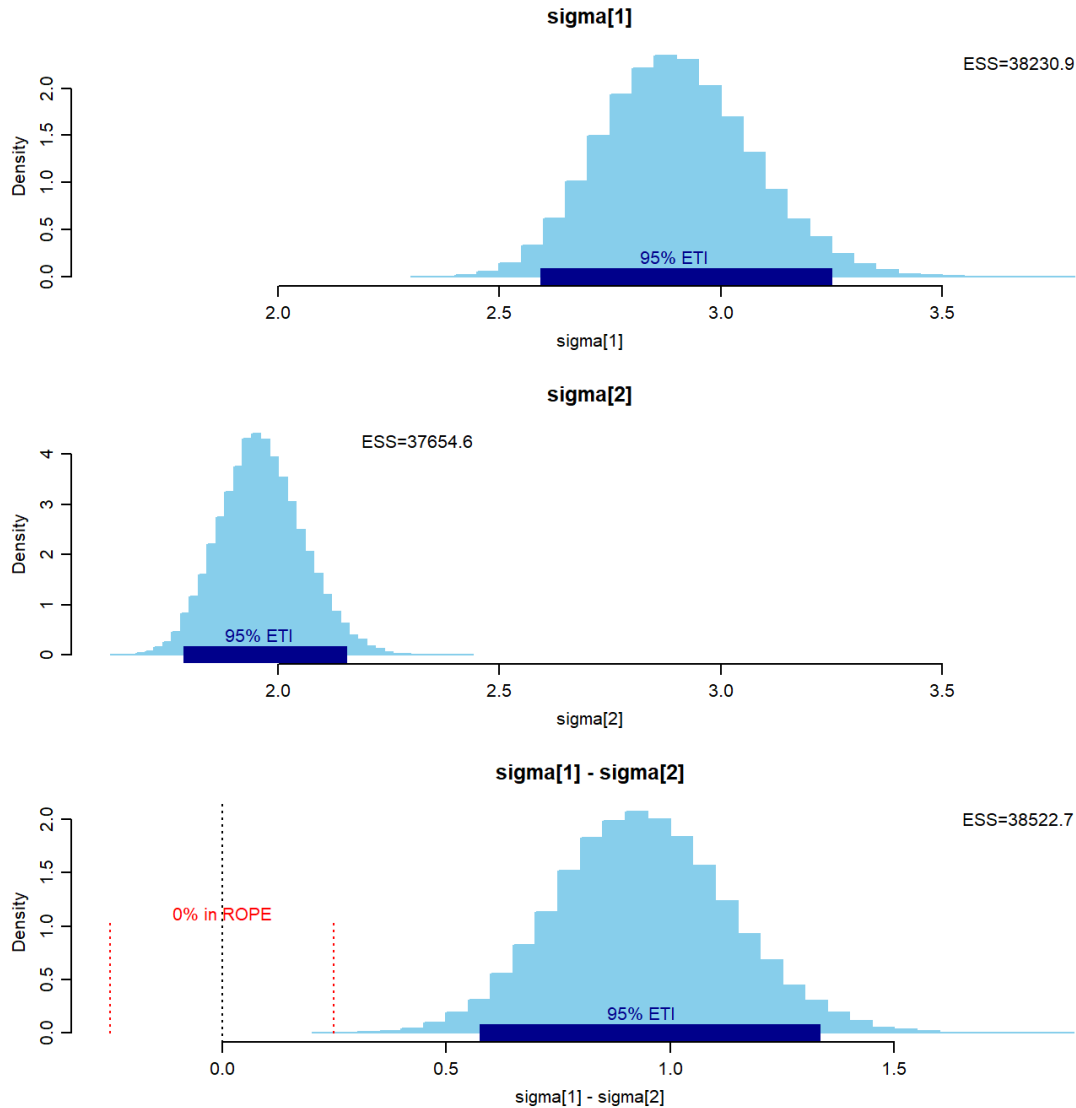 sigma[1]
ESS=38230.9
Density
0.0 0.5 1.0 1.5 2.0
95% ETI
2.0 2.5 3.0 3.5
sigma[1]
sigma[2]
ESS=37654.6
Density
0 1 2 3 4
95% ETI
2.0 2.5 3.0 3.5
sigma[2]
sigma[1] - sigma[2]
ESS=38522.7
Density
0.0 0.5 1.0 1.5 2.0
0% in ROPE
95% ETI
0.0 0.5 1.0 1.5
sigma[1] - sigma[2]